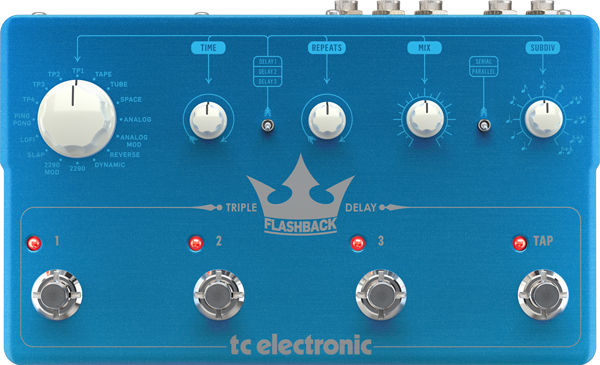 TIME
REPEATS
MIX
SUBDIV
DELAY 1
DELAY 2
DELAY 3
SERIAL
PARALLEL
TP1
TP2
TP3
TP4
PING
PONG
LOFI
SLAP
2290
MOD
2290
TAPE
TUBE
SPACE
ANALOG
ANALOG
MOD
REVERSE
DYNAMIC
TRIPLE
DELAY
FLASHBACK
1
2
3
TAP
tc electronic